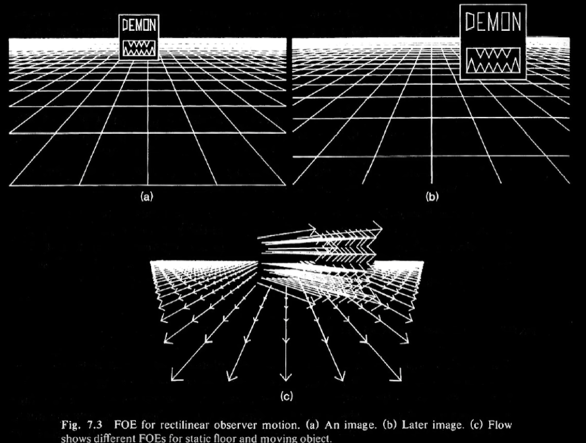 DEMON
DEMON
(a)
(b)
(c)
Fig. 7.3 FOE for rectilinear observer motion. (a) An image. (b) Later image. (c) Flow
shows different FOEs for static floor and moving object.